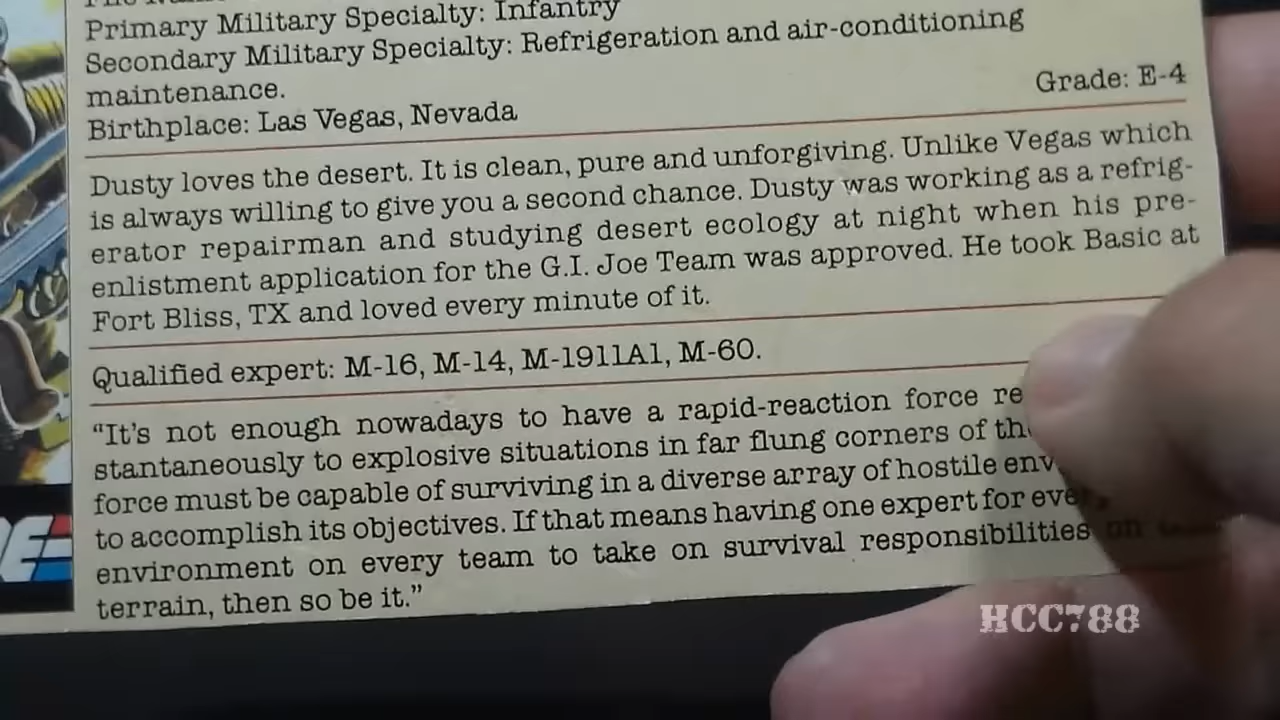 Primary Military Specialty: Infantry
Secondary Military Specialty: Refrigeration and air-conditioning
maintenance.
Grade: E-4
Birthplace: Las Vegas, Nevada
Dusty loves the desert. It is clean, pure and unforgiving. Unlike Vegas which
is always willing to give you a second chance. Dusty was working as a refrig-
erator repairman and studying desert ecology at night when his pre-
enlistment application for the G.I. Joe Team was approved. He took Basic at
Fort Bliss, TX and loved every minute of it.
Qualified expert: M-16, M-14, M-1911A1, M-60.
“It's not enough nowadays to have a rapid-reaction force re
stantaneously to explosive situations in far flung corners of
force must be capable of surviving in a diverse array of hostile env
to accomplish its objectives. If that means having one expert for
environment on every team to take on survival responsibilities on
terrain, then so be it.”
HCC788